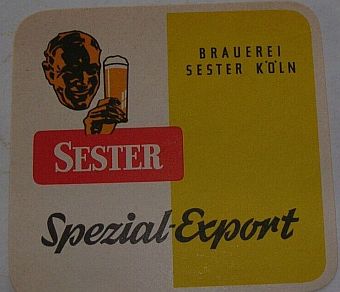 BRAUEREI
SESTER KÖLN
SESTER
Spezial-Export